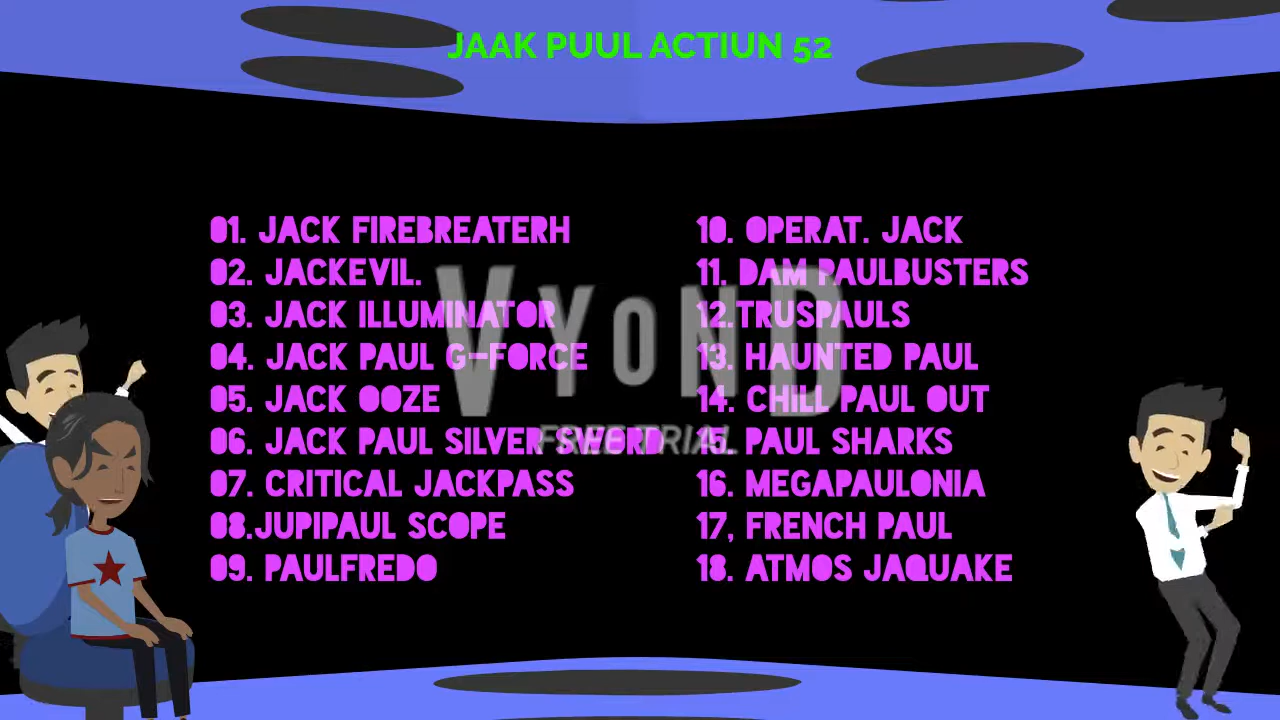 JAAK PUUL ACTIUN 52
01. JACK FIREBREATERH
02. JACKEVIL.
03. JACK ILLUMINATOR
04. JACK PAUL G-FORCE
05. JACK OOZE
06. JACK PAUL SILVER SWORD
07. CRITICAL JACKPASS
08.JUPIPAUL SCOPE
09. PAULFREDO
10. OPERAT. JACK
11. DAM PAULBUSTERS
12.TRUSPAULS
13. HAUNTED PAUL
14. CHILL PAUL OUT
15. PAUL SHARKS
16. MEGAPAULONIA
17, FRENCH PAUL
18. ATMOS JAQUAKE
VYOND
FREE TRIAL